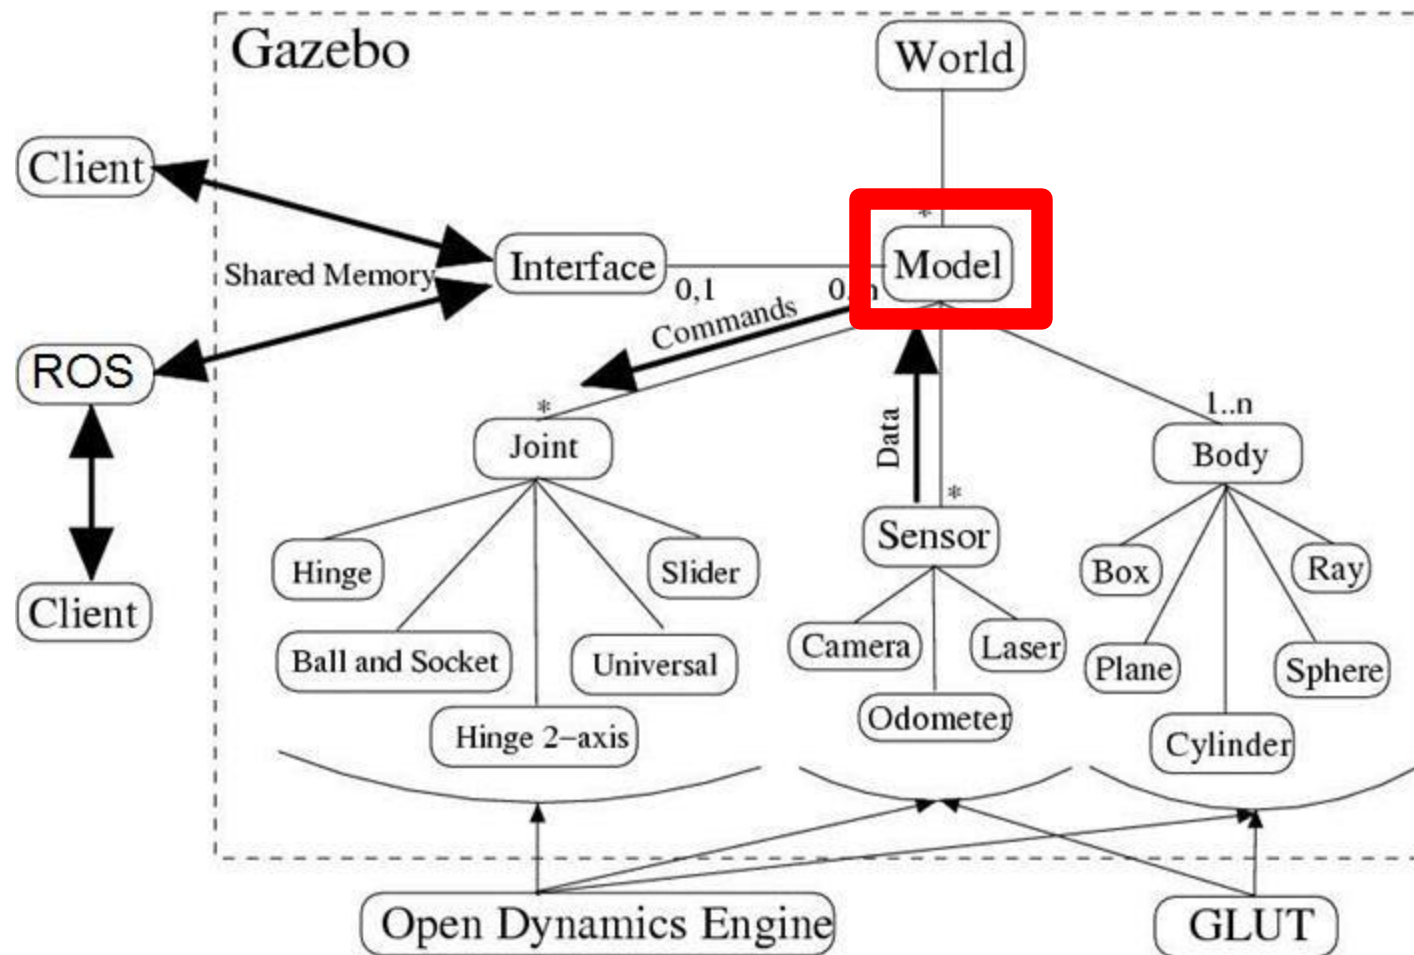 Gazebo
World
Client
*
Interface
Model
Shared Memory
0,1
Commands
ROS
*
1..n
Joint
Data
Body
*
Sensor
Hinge
Slider
Box
Ray
Client
Ball and Socket
Universal
Camera
Laser
Plane
Sphere
Hinge 2-axis
Odometer
Cylinder
Open Dynamics Engine
GLUT